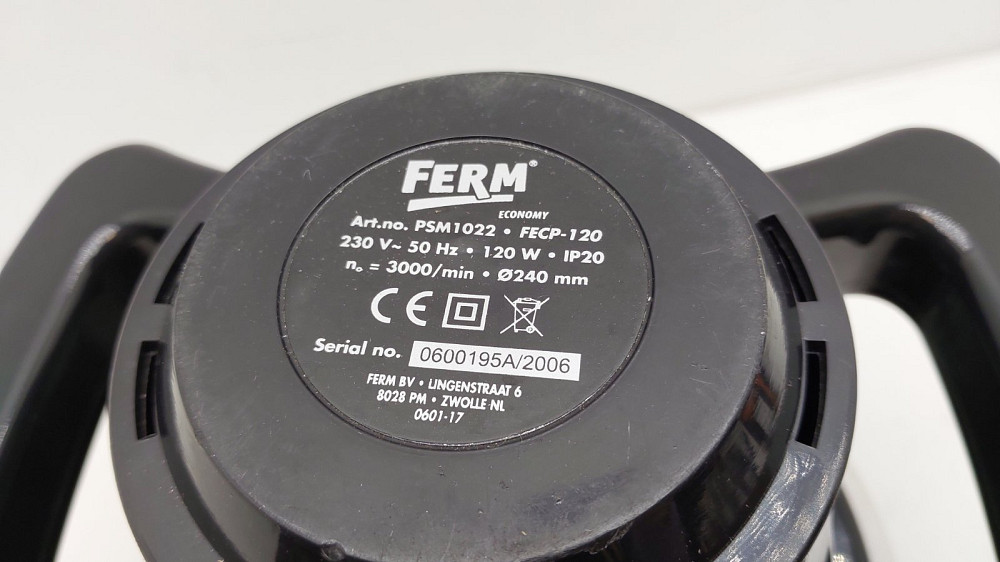 FERM®
ECONOMY
Art.no. PSM1022 • FECP-120
230 V~ 50 Hz • 120 W • IP20
n₀ = 3000/min • Ø240 mm
CE
Serial no. 0600195A/2006
FERM BV • LINGENSTRAAT 6
8028 PM • ZWOLLE NL
0601-17